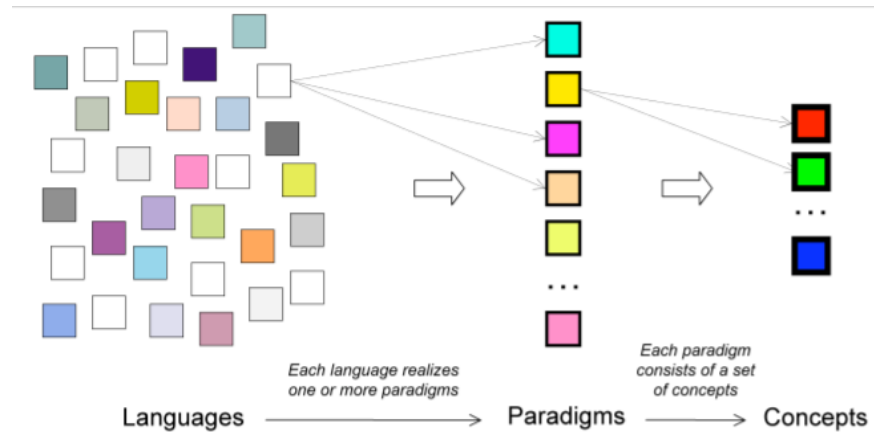 ...
...
Each language realizes
one or more paradigms
Each paradigm
consists of a set
of concepts
Languages
Paradigms
Concepts